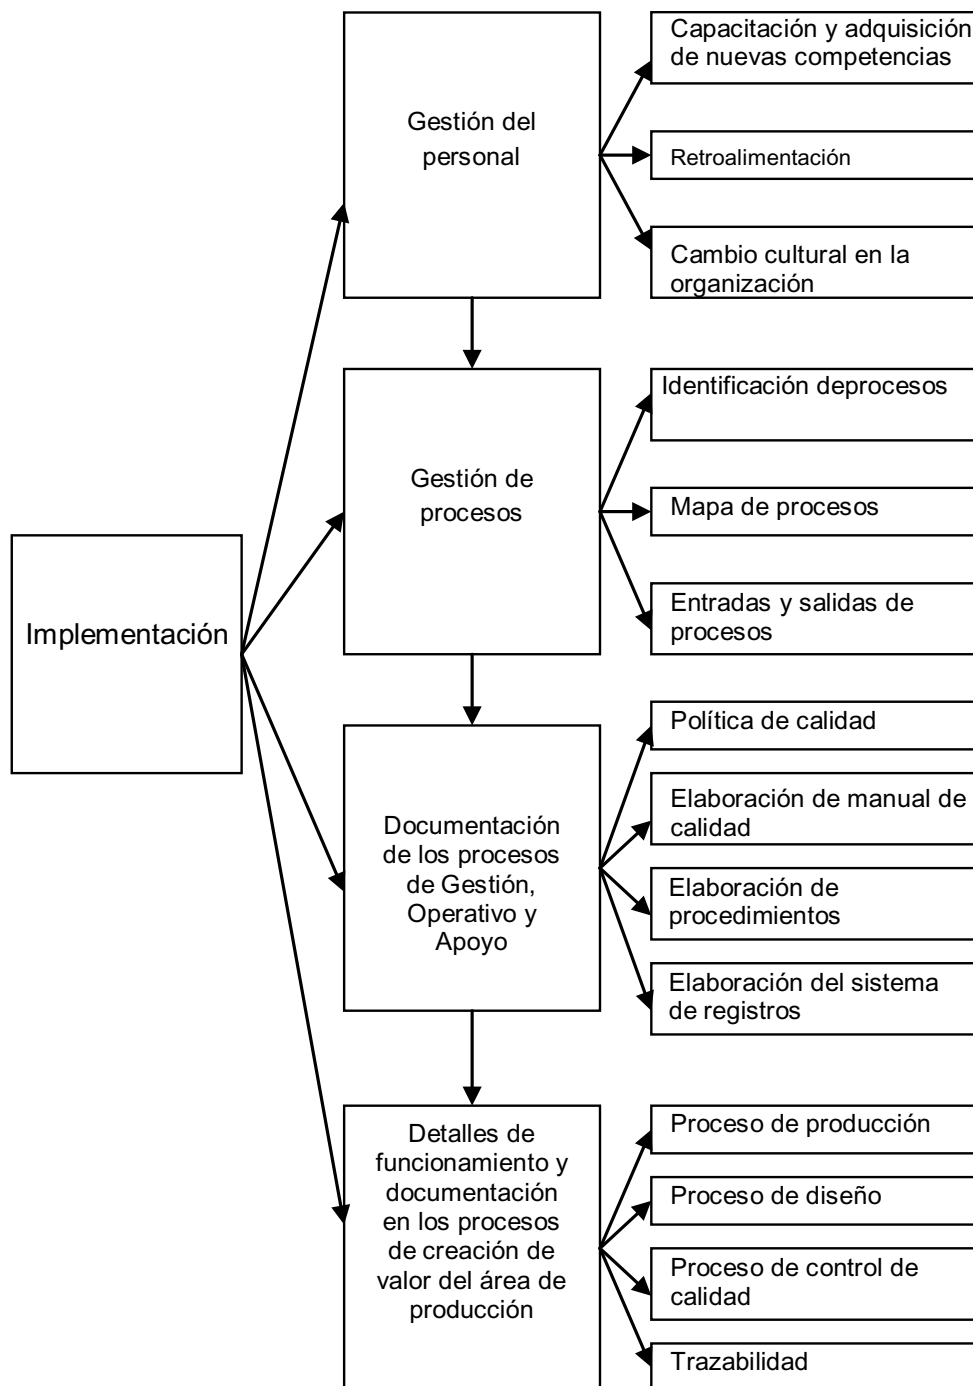 Capacitación y adquisición
de nuevas competencias
Gestión del
personal
Retroalimentación
Cambio cultural en la
organización
Identificación deprocesos
Gestión de
procesos
Mapa de procesos
Entradas y salidas de
procesos
Implementación
Política de calidad
Elaboración de manual de
calidad
Documentación
de los procesos
de Gestión,
Operativo y
Apoyo
Elaboración de
procedimientos
Elaboración del sistema
de registros
Detalles de
funcionamiento y
documentación
en los procesos
de creación de
valor del área de
producción
Proceso de producción
Proceso de diseño
Proceso de control de
calidad
Trazabilidad